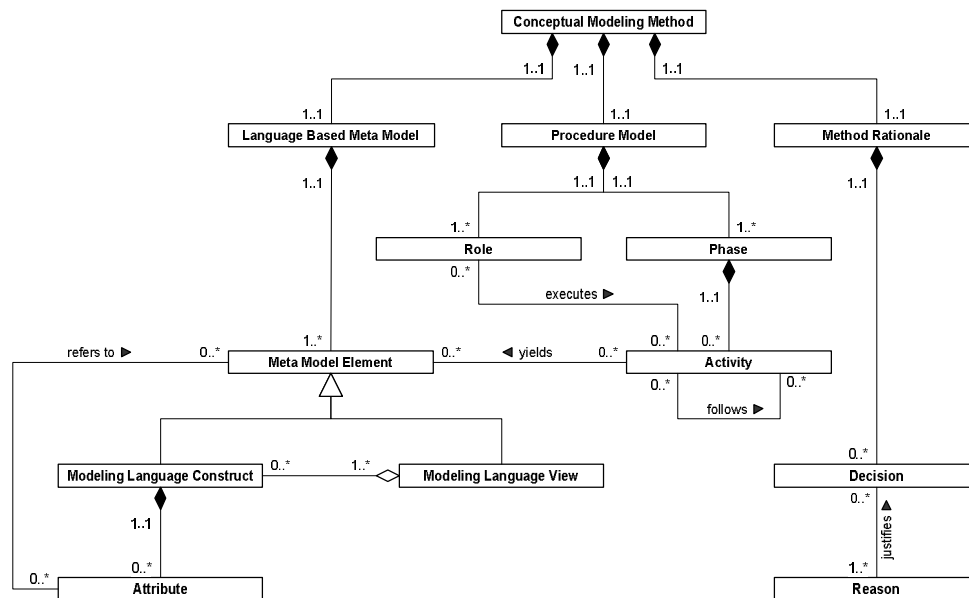 Conceptual Modeling Method
1..1 1..1 1..1
1..1 1..1 1..1
Language Based Meta Model Procedure Model Method Rationale
1..1 1..1 1..1 1..1
1..* 1..*
Role Phase
0..* 1..1
executes
1..* 0..* 0..*
refers to 0..* 0..* yields 0..*
Meta Model Element Activity
0..* 0..*
follows
0..*
0..* 1..*
Modeling Language Construct Modeling Language View Decision
0..*
1..1 justifies
0..* 0..* 1..*
Attribute Reason